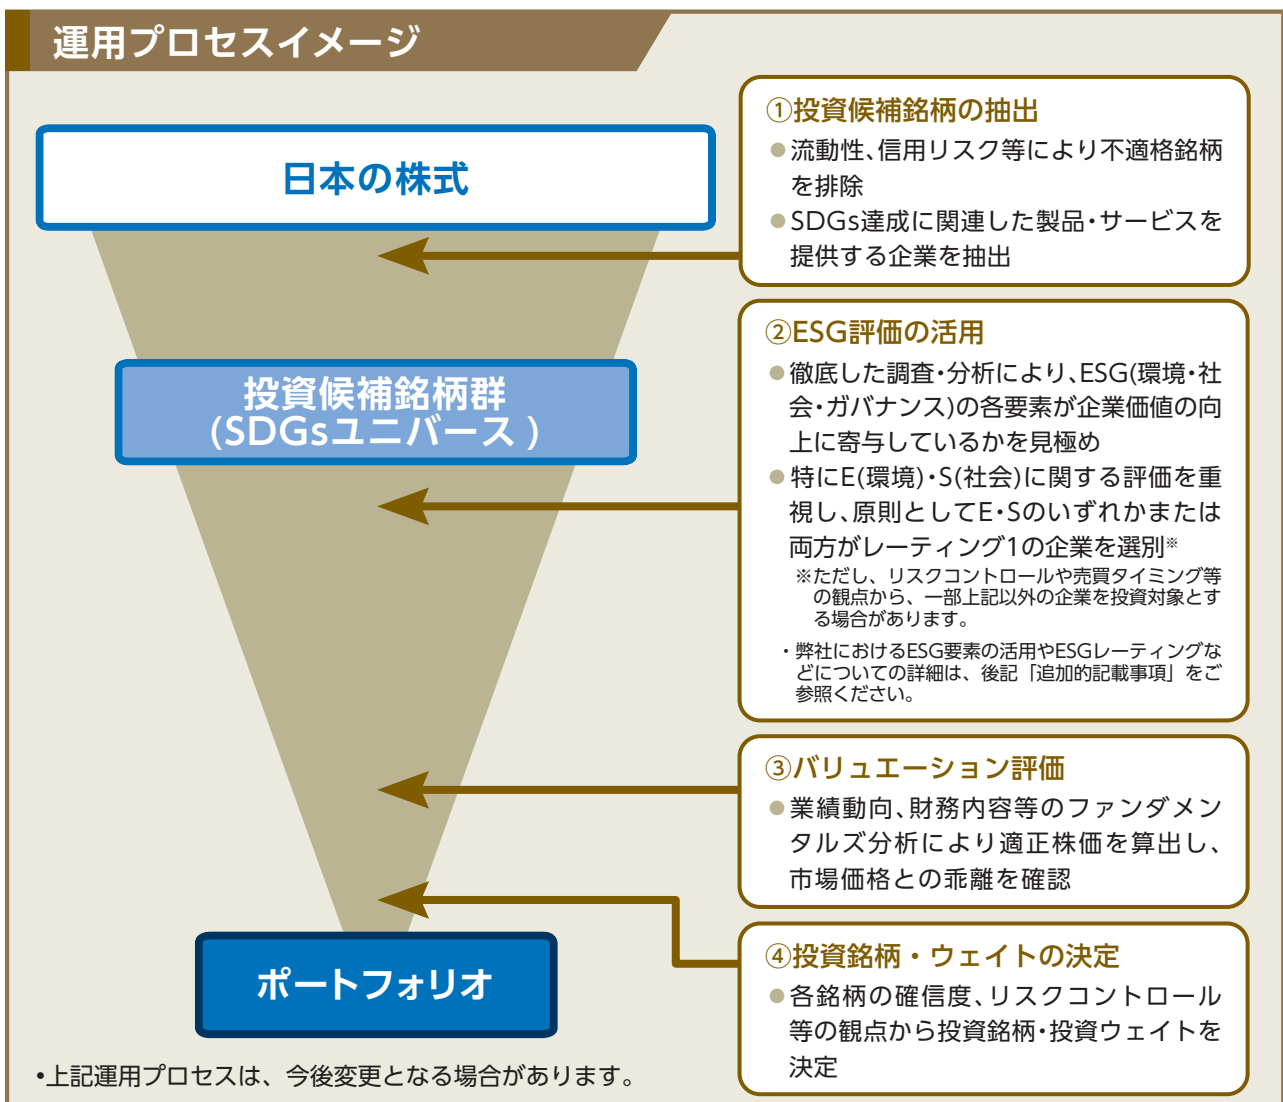 運用プロセスイメージ
日本の株式
投資候補銘柄群
(SDGsユニバース )
ポートフォリオ
•上記運用プロセスは、今後変更となる場合があります。
①投資候補銘柄の抽出
●流動性、信用リスク等により不適格銘柄
を排除
●SDGs達成に関連した製品・サービスを
提供する企業を抽出
②ESG評価の活用
●徹底した調査・分析により、ESG(環境・社
会・ガバナンス)の各要素が企業価値の向
上に寄与しているかを見極め
●特にE(環境)・S(社会)に関する評価を重
視し、原則としてE・Sのいずれかまたは
両方がレーティング1の企業を選別※
※ただし、リスクコントロールや売買タイミング等
の観点から、一部上記以外の企業を投資対象とす
る場合があります。
・弊社におけるESG要素の活用やESGレーティングな
どについての詳細は、後記「追加的記載事項」をご
参照ください。
③バリュエーション評価
●業績動向、財務内容等のファンダメン
タルズ分析により適正株価を算出し、
市場価格との乖離を確認
④投資銘柄・ウェイトの決定
●各銘柄の確信度、リスクコントロール
等の観点から投資銘柄・投資ウェイトを
決定